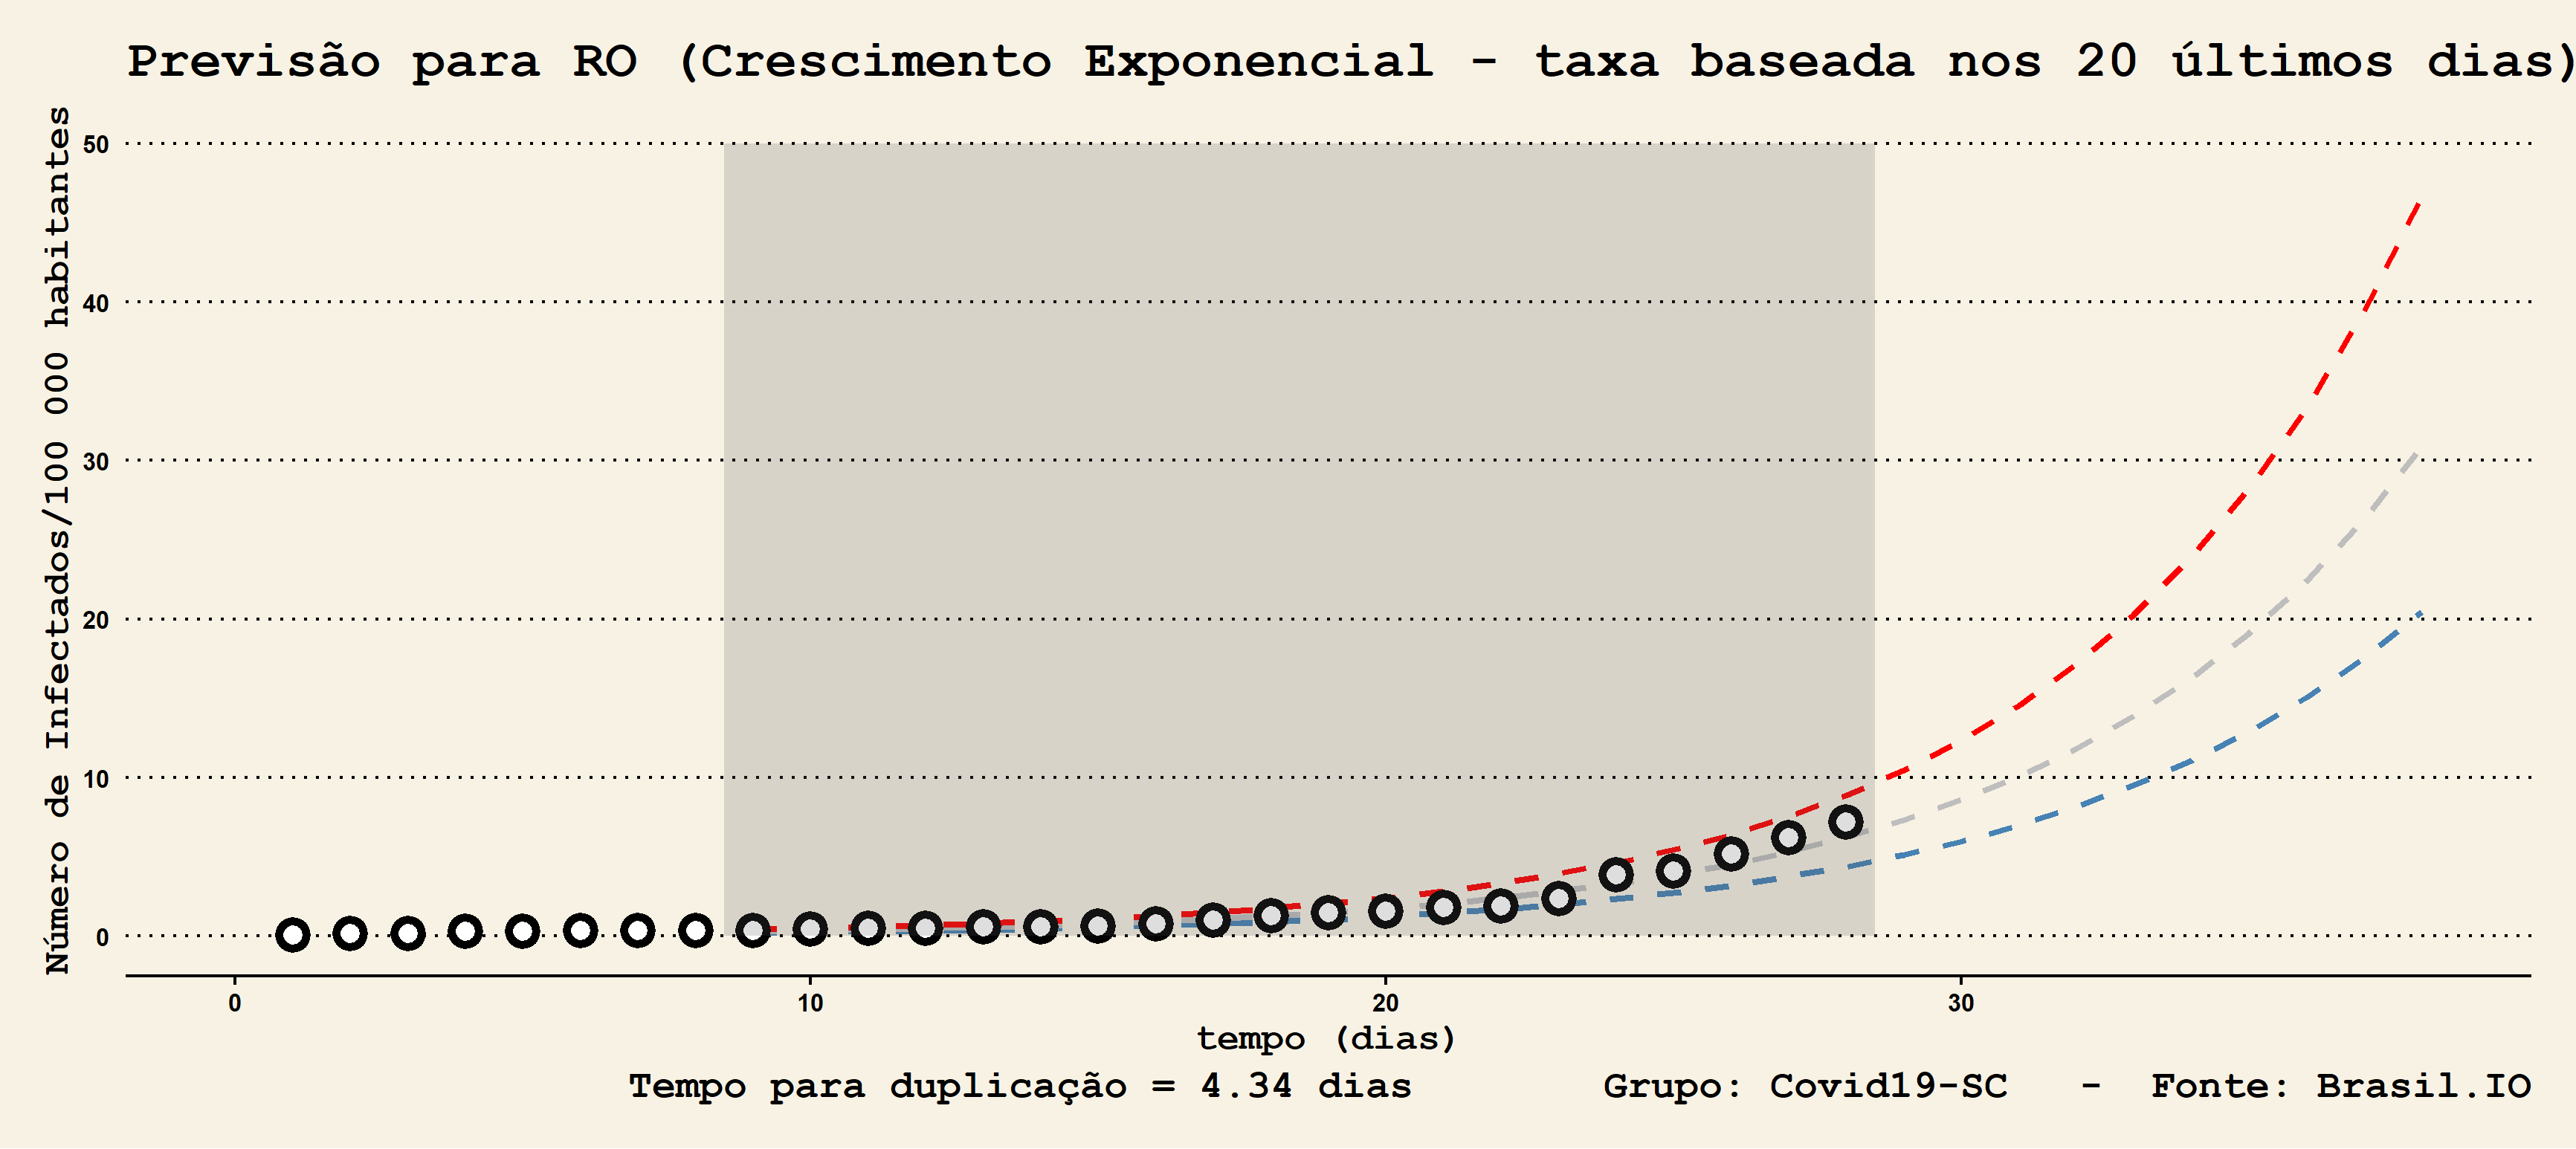 Previsão para RO (Crescimento Exponencial - taxa baseada nos 20 últimos dias)
Número de Infectados/100 000 habitantes
50
40
30
20
10
0
0 10 20 30
tempo (dias)
Tempo para duplicação = 4.34 dias Grupo: Covid19-SC - Fonte: Brasil.IO